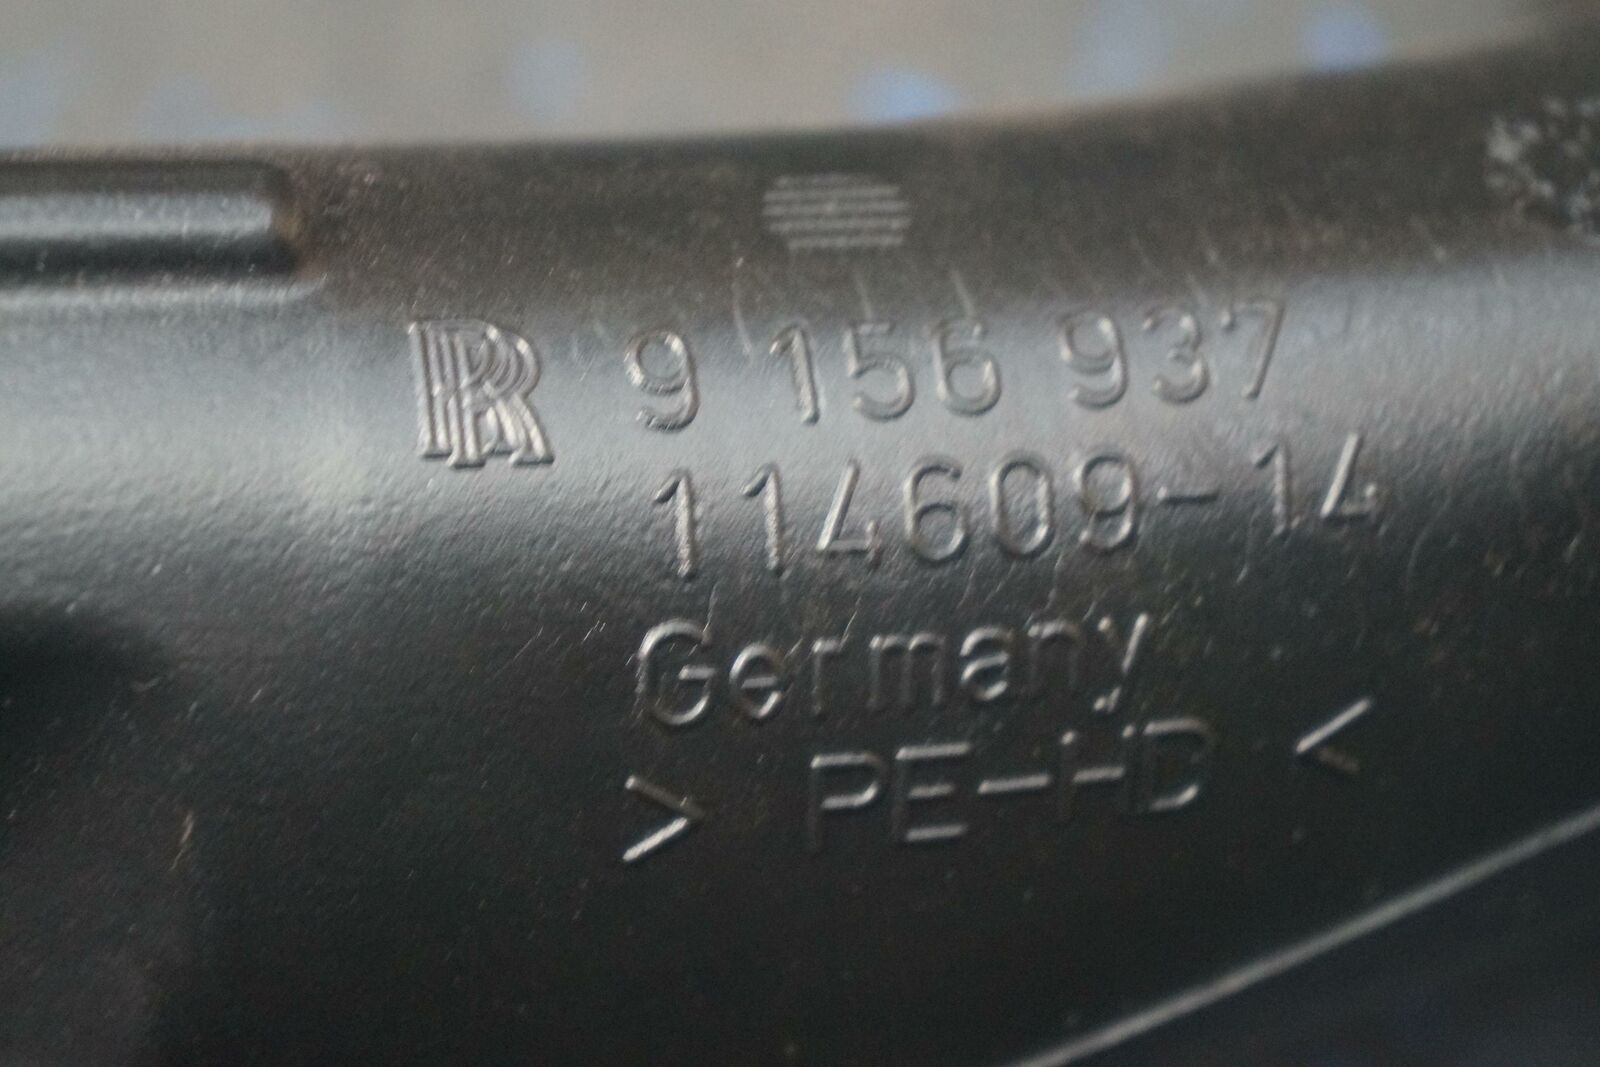 RR 9 156 937
114609-14
Germany
> PE-HD <